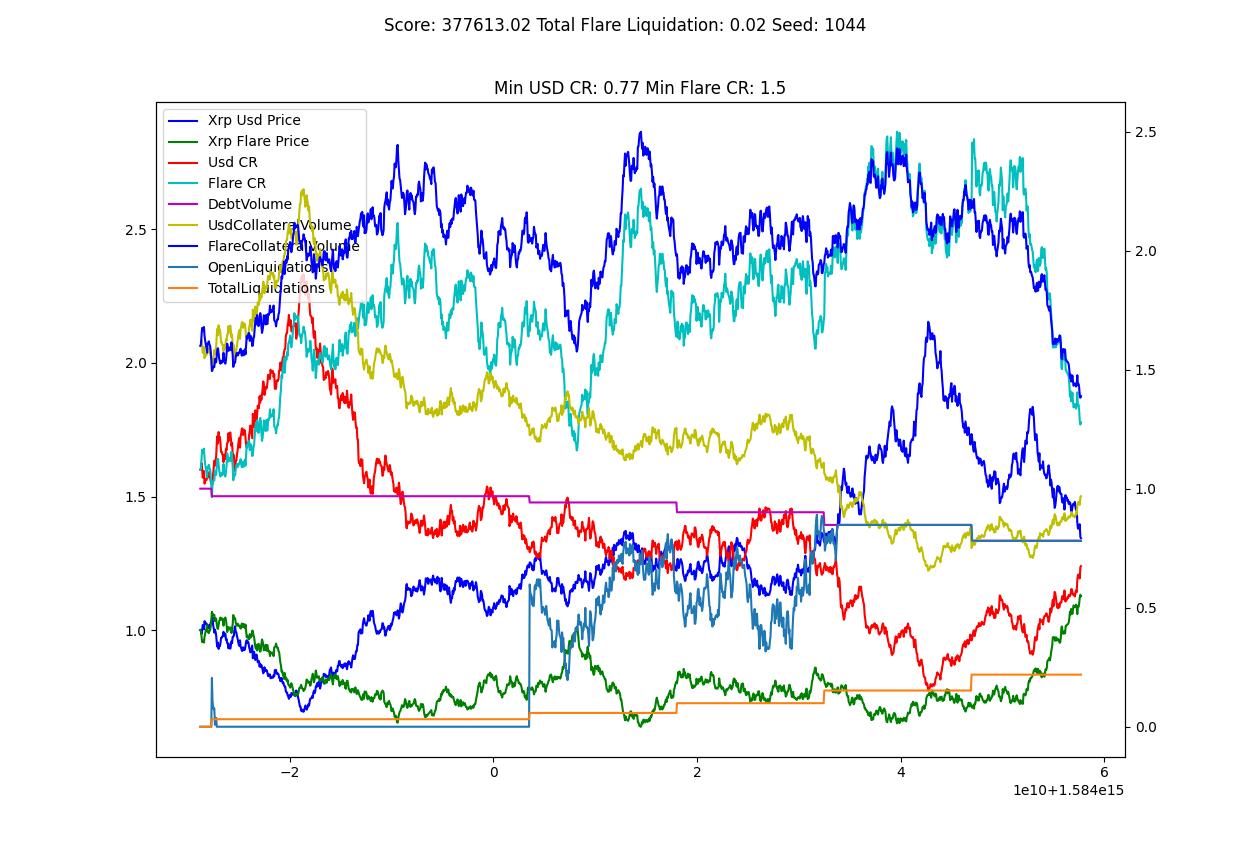 Score: 377613.02 Total Flare Liquidation: 0.02 Seed: 1044
Min USD CR: 0.77 Min Flare CR: 1.5
Xrp Usd Price
Xrp Flare Price
Usd CR
Flare CR
DebtVolume
UsdCollateralVolume
FlareCollateralVolume
OpenLiquidations
TotalLiquidations
2.5
2.0
1.5
1.0
2.5
2.0
1.5
1.0
0.5
0.0
−2
0
2
4
6
1e10+1.584e15